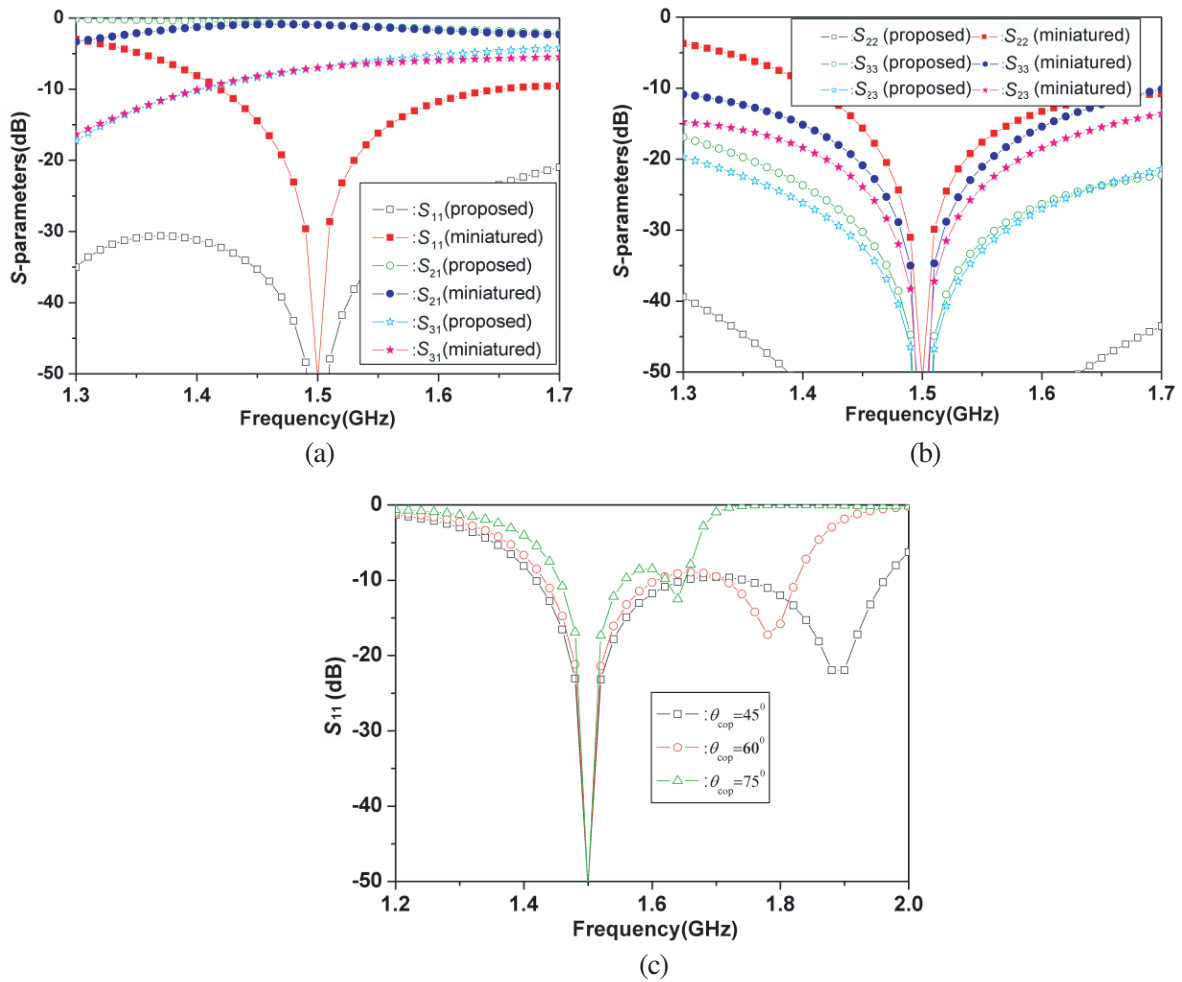 S-parameters(dB)
0
-10
-20
-30
-40
-50
:S11(proposed)
:S11(miniatured)
:S21(proposed)
:S21(miniatured)
:S31(proposed)
:S31(miniatured)
1.3 1.4 1.5 1.6 1.7
Frequency(GHz)
(a)
S-parameters(dB)
0
-10
-20
-30
-40
-50
:S22 (proposed) :S22 (miniatured)
:S33 (proposed) :S33 (miniatured)
:S23 (proposed) :S23 (miniatured)
1.3 1.4 1.5 1.6 1.7
Frequency(GHz)
(b)
S11 (dB)
0
-10
-20
-30
-40
-50
:θcop=45⁰
:θcop=60⁰
:θcop=75⁰
1.2 1.4 1.6 1.8 2.0
Frequency(GHz)
(c)